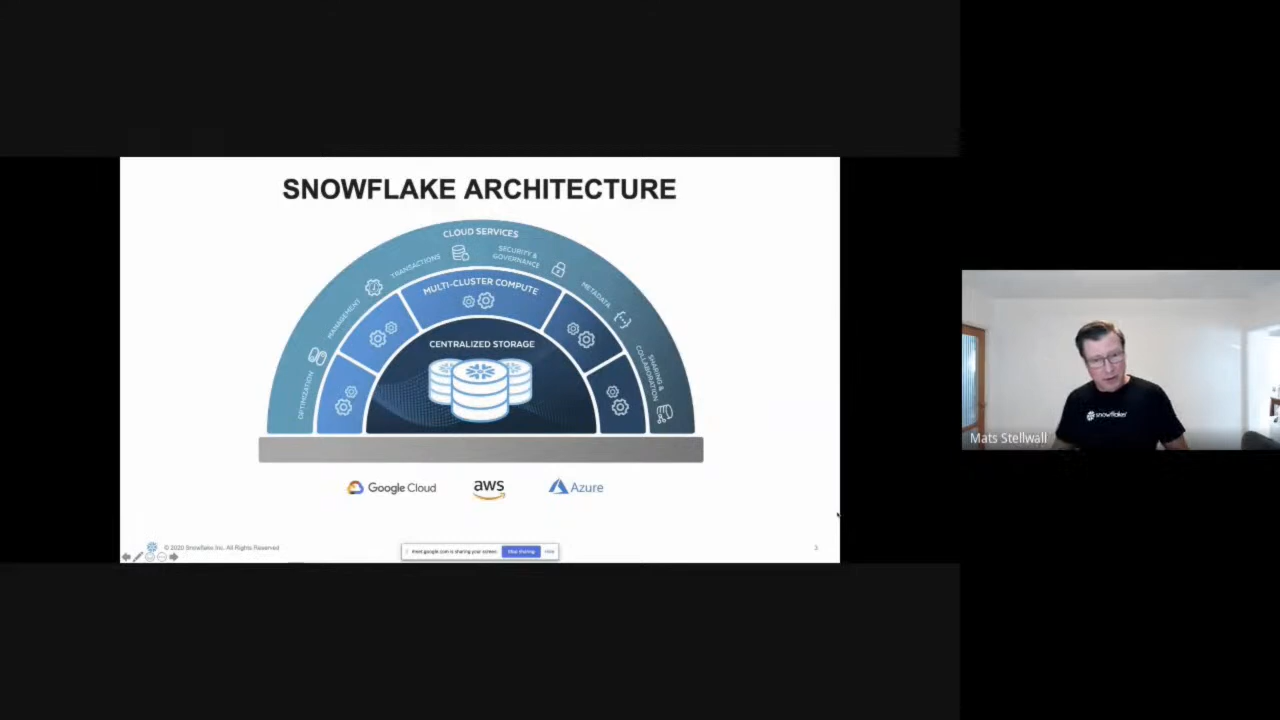 SNOWFLAKE ARCHITECTURE
CLOUD SERVICES
OPTIMIZATION
MANAGEMENT
TRANSACTIONS
SECURITY &
GOVERNANCE
METADATA
SHARING &
COLLABORATION
MULTI-CLUSTER COMPUTE
CENTRALIZED STORAGE
Google Cloud
aws
Azure
© 2020 Snowflake Inc. All Rights Reserved
meet.google.com is sharing your screen.
Stop sharing
Hide
3
snowflake
Mats Stellwall